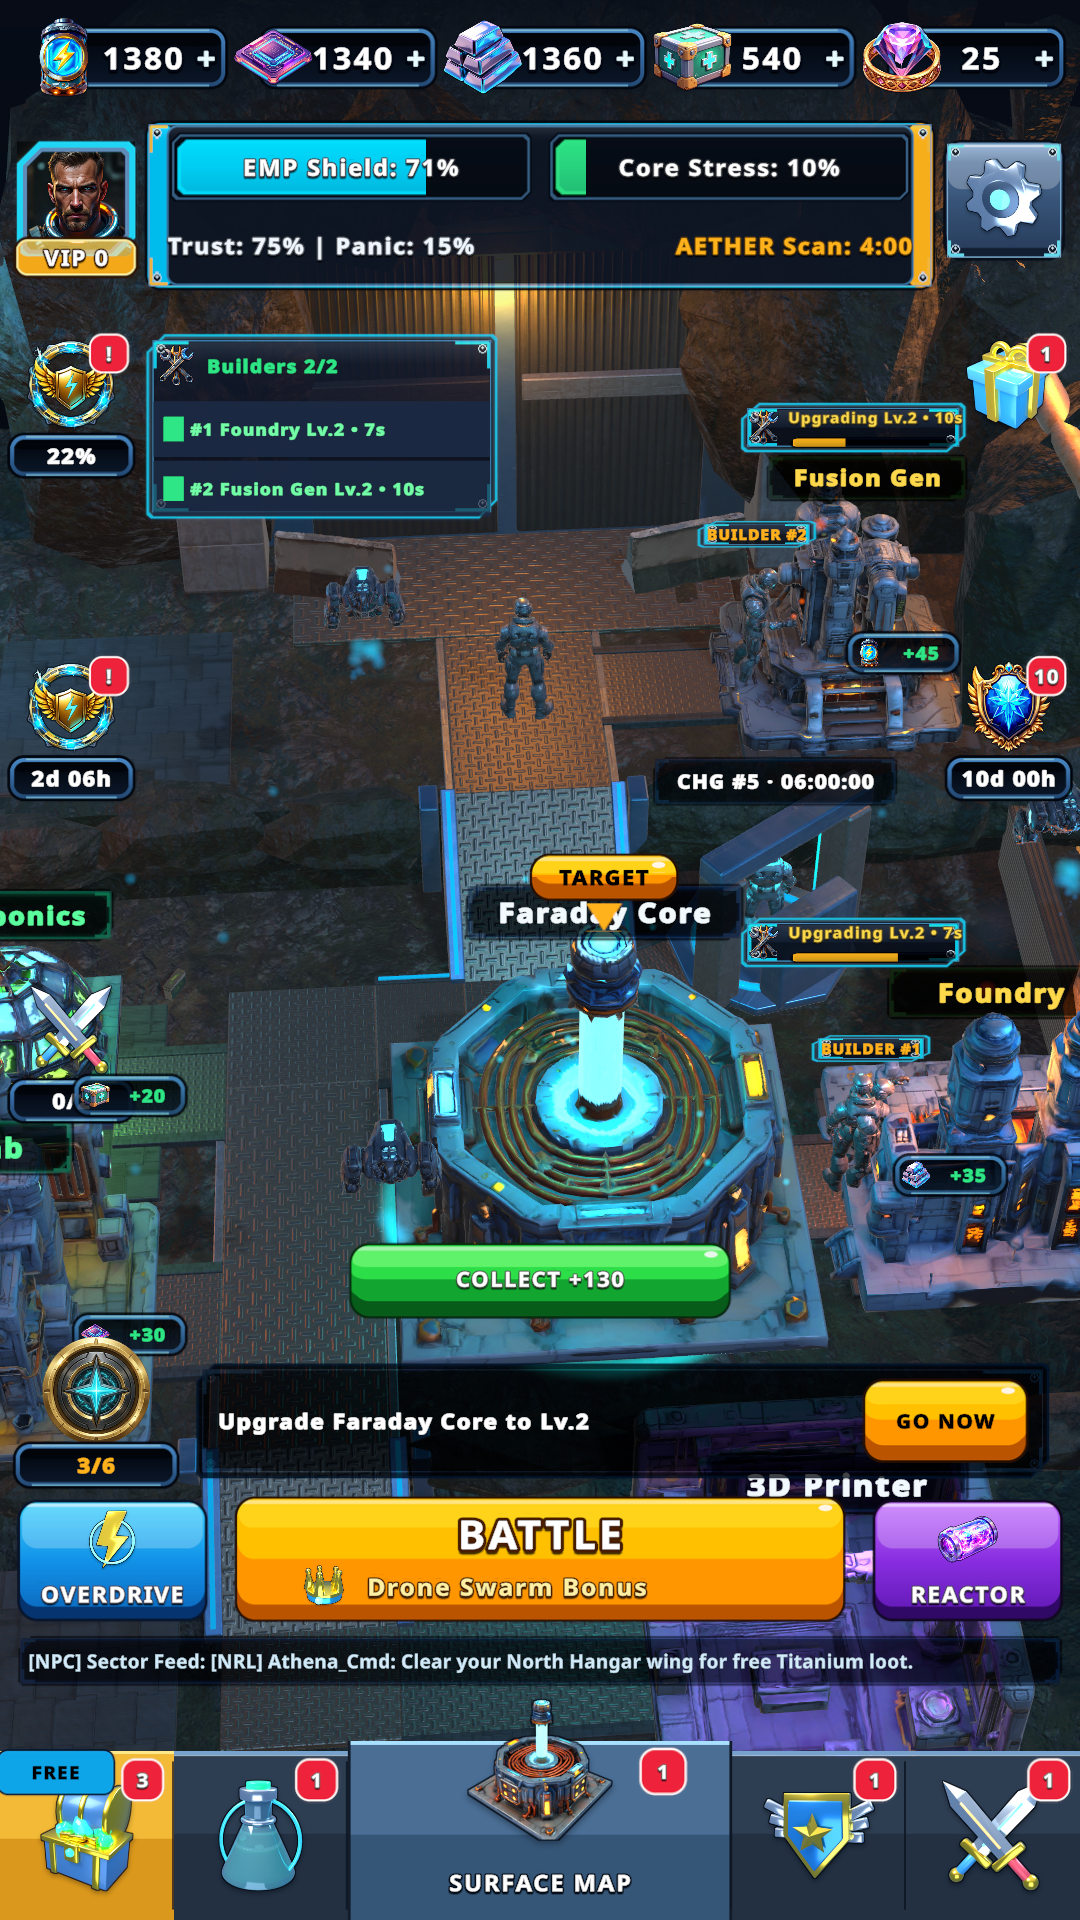 1380 +
1340 +
1360 +
540 +
25 +
EMP Shield: 71%
Core Stress: 10%
VIP 0
Trust: 75% | Panic: 15%
AETHER Scan: 4:00
!
Builders 2/2
1
#1 Foundry Lv.2 • 7s
Upgrading Lv.2 • 10s
22%
Fusion Gen
#2 Fusion Gen Lv.2 • 10s
BUILDER #2
+45
!
10
2d 06h
CHG #5 · 06:00:00
10d 00h
TARGET
Faraday Core
ponics
Upgrading Lv.2 • 7s
Foundry
BUILDER #1
0/
+20
b
+35
COLLECT +130
+30
Upgrade Faraday Core to Lv.2
GO NOW
3/6
3D Printer
BATTLE
Drone Swarm Bonus
OVERDRIVE
REACTOR
[NPC] Sector Feed: [NRL] Athena_Cmd: Clear your North Hangar wing for free Titanium loot.
FREE
3
1
1
1
1
SURFACE MAP